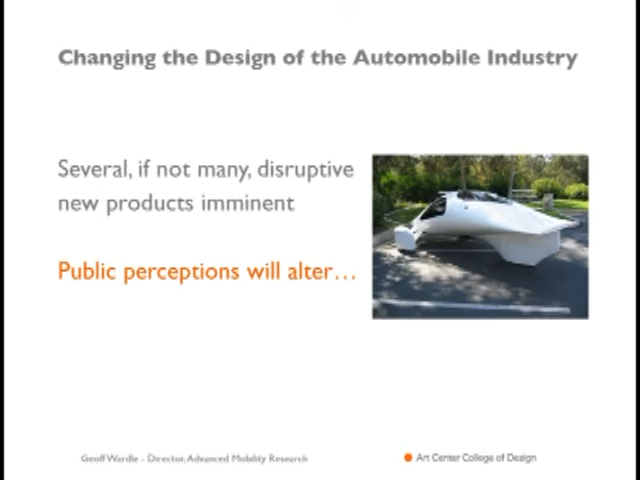 Changing the Design of the Automobile Industry
Several, if not many, disruptive
new products imminent
Public perceptions will alter…
Geoff Wardle - Director, Advanced Mobility Research
Art Center College of Design